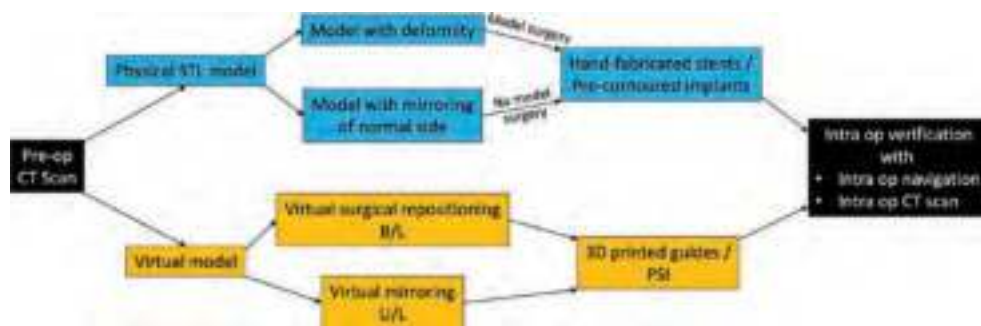 Model with deformity
Model surgery
Physical STL model
Hand-fabricated stents /
Pre-contoured implants
Model with mirroring
of normal side
No model
surgery
Pre-op
CT Scan
Intra op verification
with
• Intra op navigation
• Intra op CT scan
Virtual surgical repositioning
B/L
Virtual model
3D printed guides /
PSI
Virtual mirroring
U/L